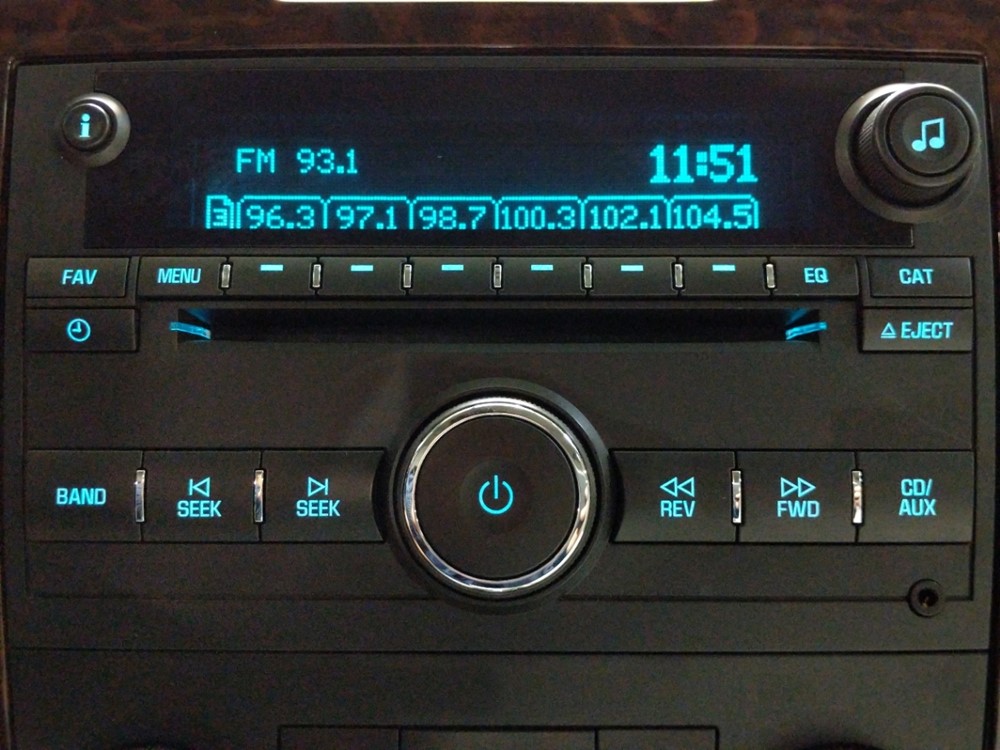 i
FM 93.1 11:51
3 96.3 97.1 98.7 100.3 102.1 104.5
FAV MENU EQ CAT
EJECT
BAND SEEK SEEK REV FWD CD/
AUX